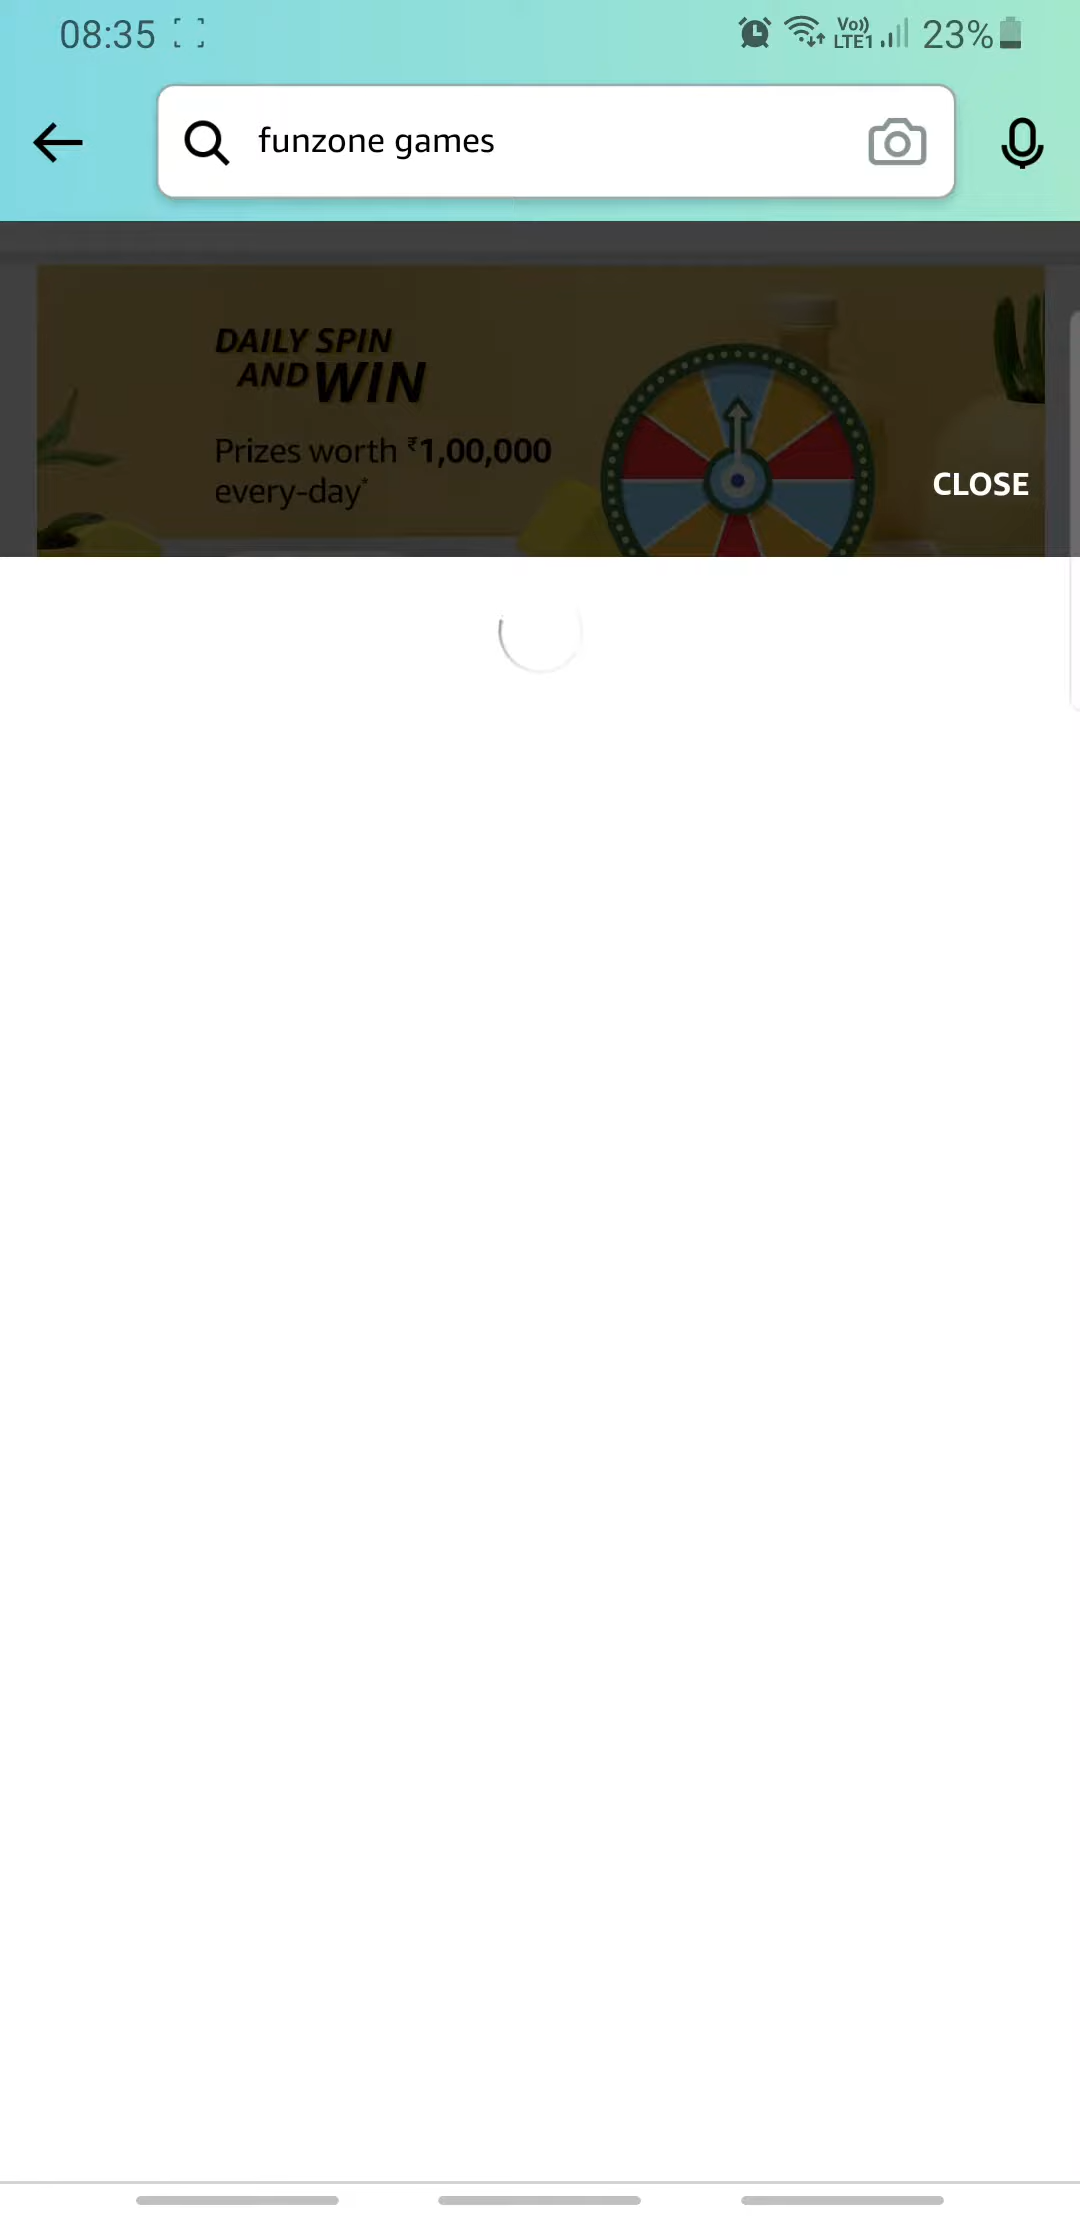 08:35
Vo)) LTE1 23%
funzone games
DAILY SPIN
AND WIN
Prizes worth ₹1,00,000
every-day*
CLOSE